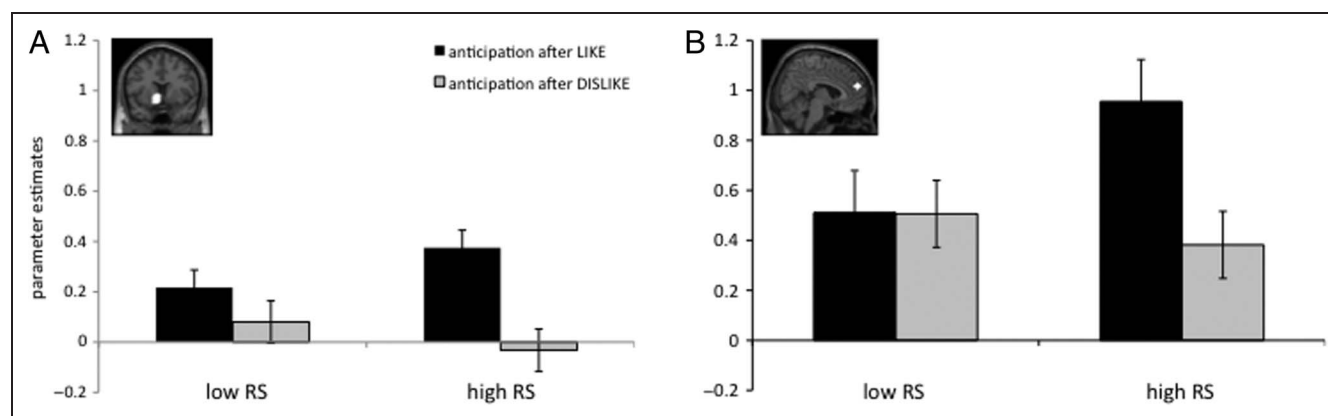 A
1.2
1
0.8
0.6
0.4
0.2
0
–0.2
parameter estimates
anticipation after LIKE
anticipation after DISLIKE
low RS
high RS
B
1.2
1
0.8
0.6
0.4
0.2
0
–0.2
low RS
high RS